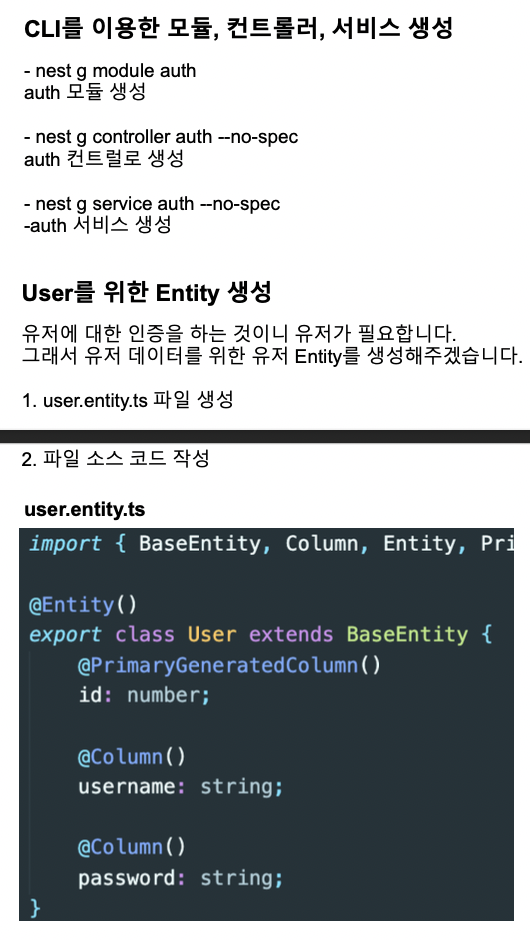 CLI를 이용한 모듈, 컨트롤러, 서비스 생성
- nest g module auth
auth 모듈 생성
- nest g controller auth --no-spec
auth 컨트럴로 생성
- nest g service auth --no-spec
-auth 서비스 생성
User를 위한 Entity 생성
유저에 대한 인증을 하는 것이니 유저가 필요합니다.
그래서 유저 데이터를 위한 유저 Entity를 생성해주겠습니다.
1. user.entity.ts 파일 생성
2. 파일 소스 코드 작성
user.entity.ts
import { BaseEntity, Column, Entity, Pri
@Entity()
export class User extends BaseEntity {
@PrimaryGeneratedColumn()
id: number;
@Column()
username: string;
@Column()
password: string;
}